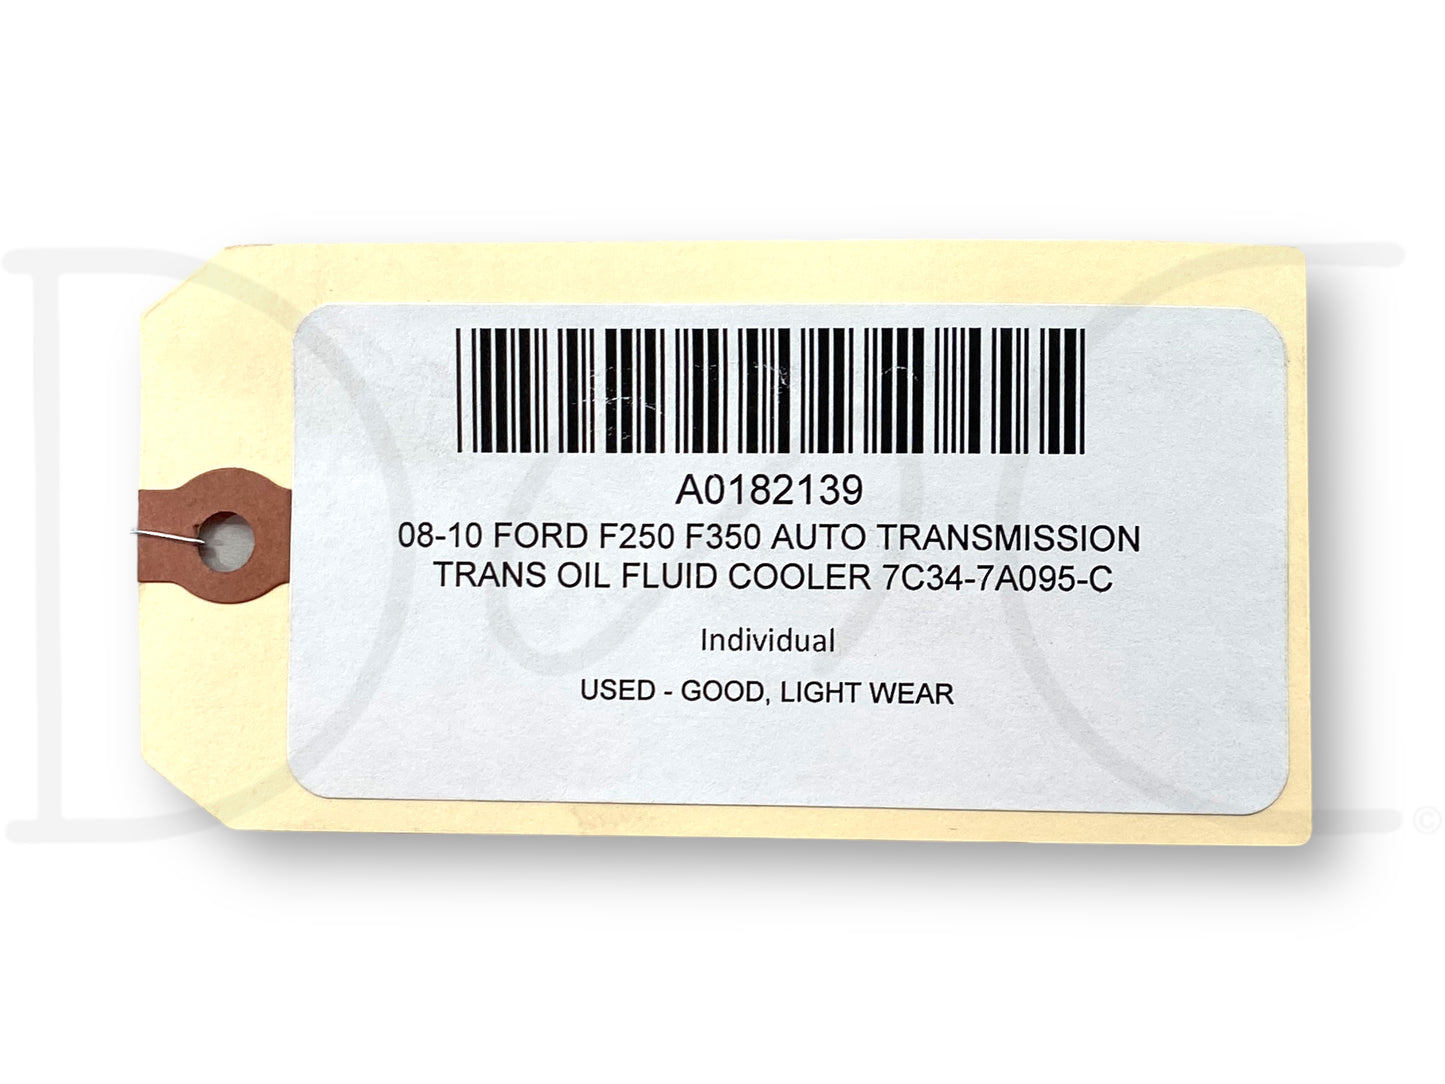 A0182139
08-10 FORD F250 F350 AUTO TRANSMISSION
TRANS OIL FLUID COOLER 7C34-7A095-C
Individual
USED - GOOD, LIGHT WEAR
©